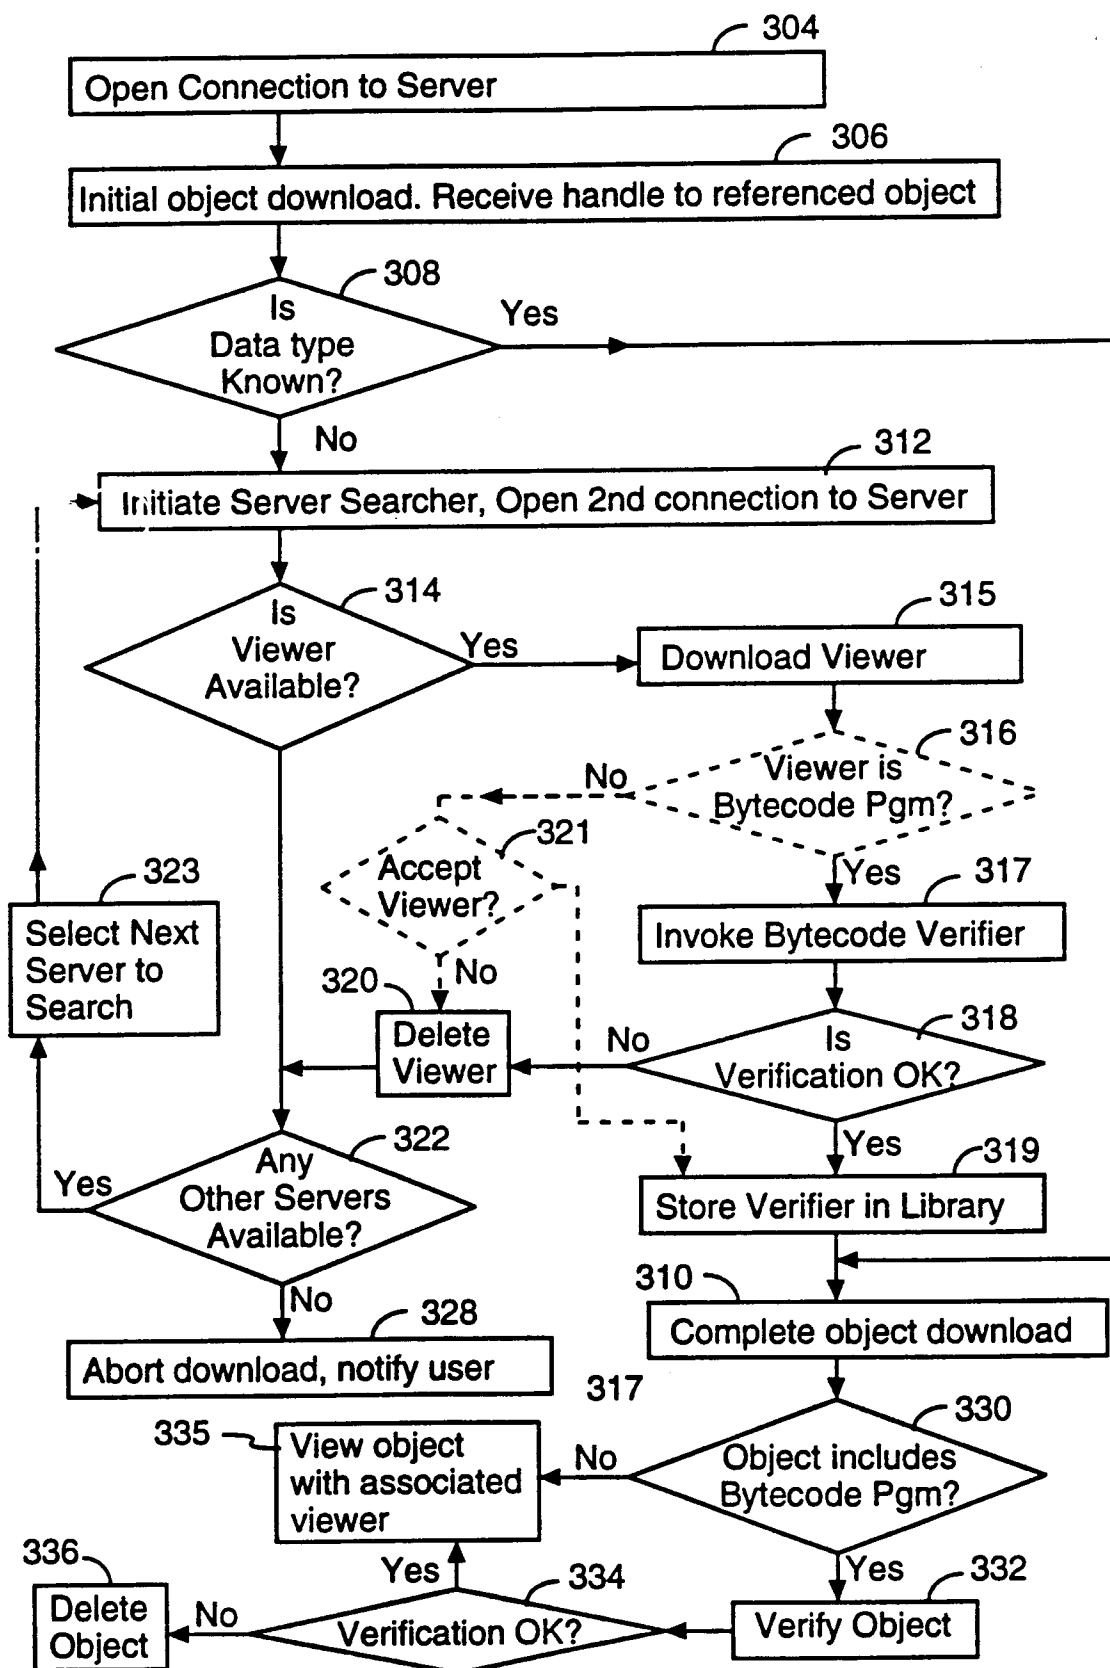 304
Open Connection to Server
306
Initial object download. Receive handle to referenced object
308
Is
Data type
Known?
Yes
No
312
Initiate Server Searcher, Open 2nd connection to Server
314
Is
Viewer
Available?
Yes
315
Download Viewer
316
Viewer is
Bytecode Pgm?
No
Yes
321
Accept
Viewer?
No
323
Select Next
Server to
Search
317
Invoke Bytecode Verifier
320
Delete
Viewer
No
318
Is
Verification OK?
Yes
322
Any
Other Servers
Available?
Yes
No
319
Store Verifier in Library
310
Complete object download
328
Abort download, notify user
317
330
Object includes
Bytecode Pgm?
No
Yes
335
View object
with associated
viewer
332
Verify Object
334
Verification OK?
Yes
No
336
Delete
Object